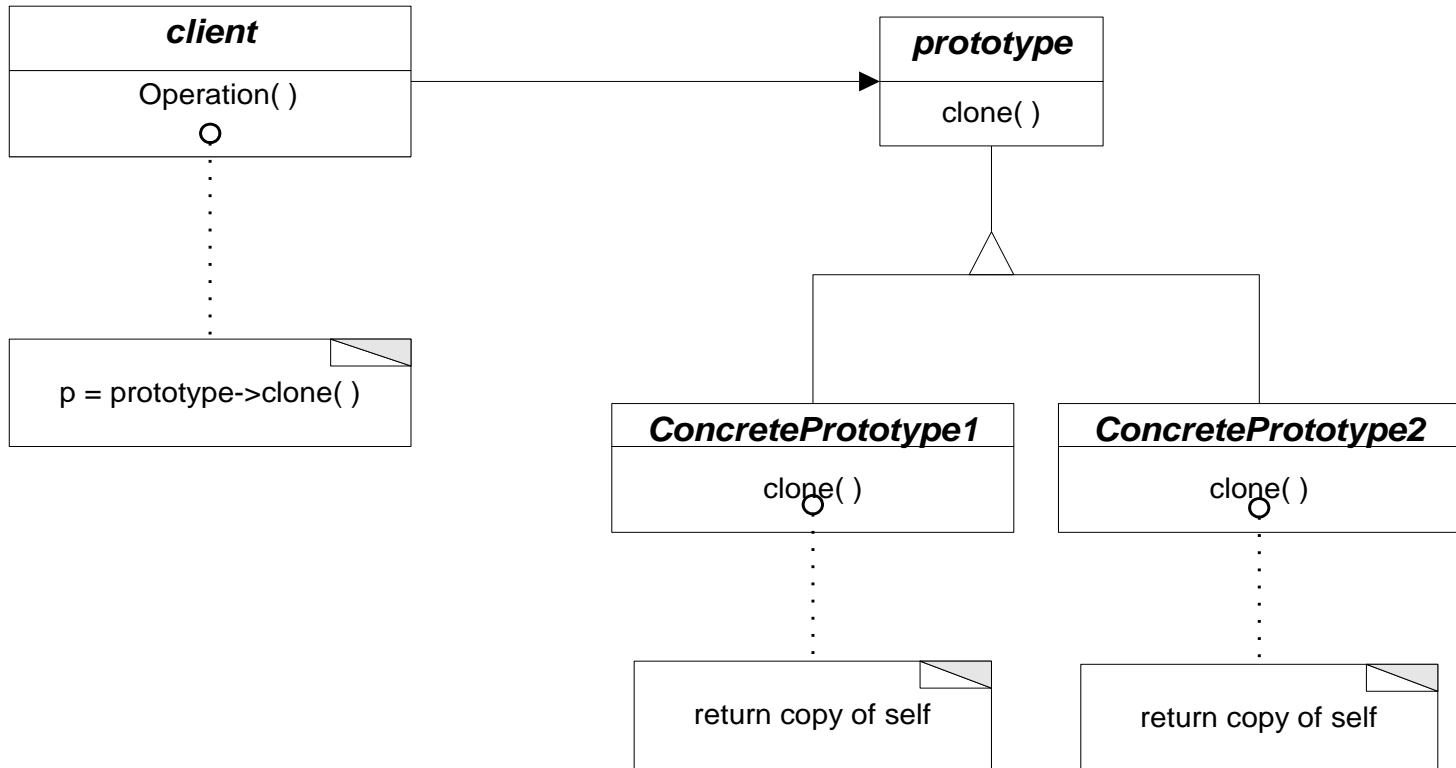 client
Operation( )
prototype
clone( )
p = prototype->clone( )
ConcretePrototype1
clone( )
ConcretePrototype2
clone( )
return copy of self
return copy of self